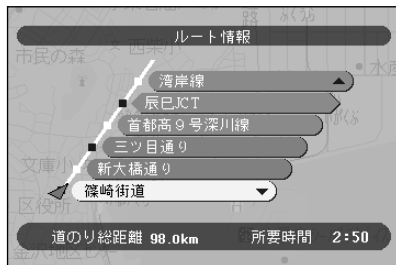 ルート情報
市民の森
湾岸線
辰巳JCT
首都高9号深川線
三ツ目通り
新大橋通り
文庫小
篠崎街道
区役所
道のり総距離 98.0km 所要時間 2:50